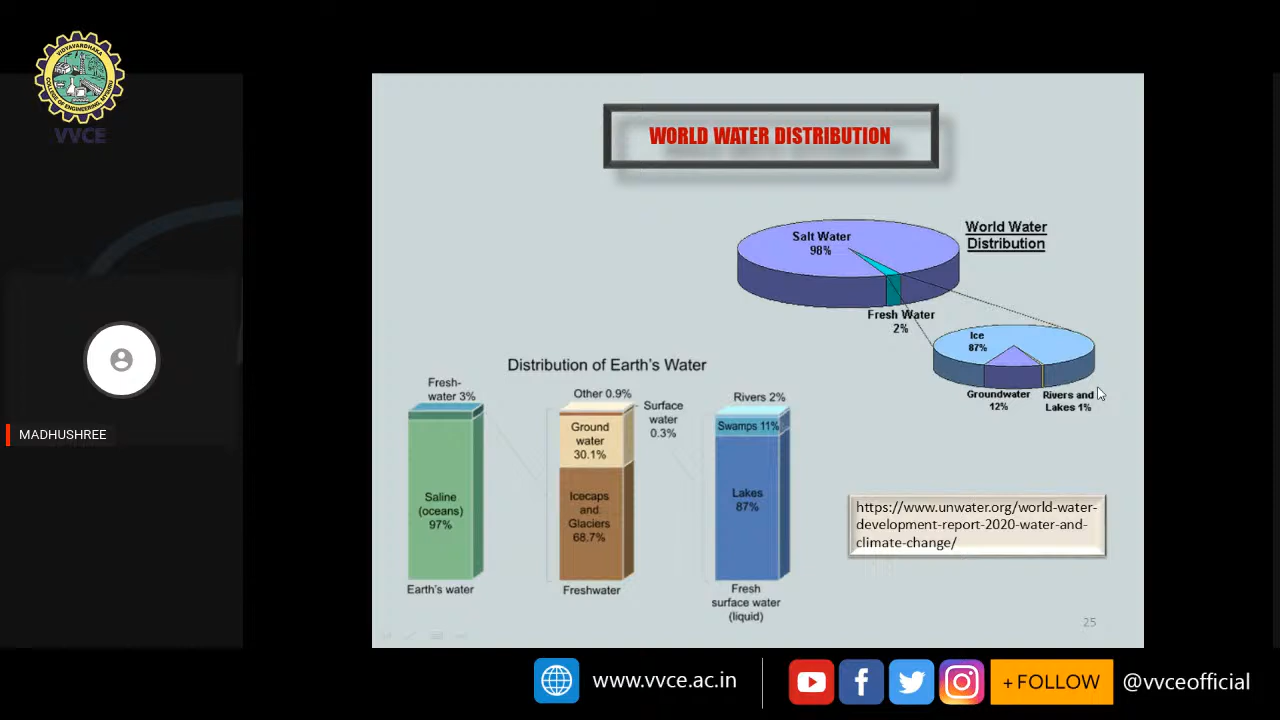 VIDYAVARDHAKA
COLLEGE OF ENGINEERING, MYSURU
VVCE
MADHUSHREE
WORLD WATER DISTRIBUTION
World Water
Distribution
Salt Water
98%
Fresh Water
2%
Ice
87%
Groundwater
12%
Rivers and
Lakes 1%
Distribution of Earth's Water
Fresh-
water 3%
Saline
(oceans)
97%
Earth's water
Other 0.9%
Surface
water
0.3%
Ground
water
30.1%
Icecaps
and
Glaciers
68.7%
Freshwater
Rivers 2%
Swamps 11%
Lakes
87%
Fresh
surface water
(liquid)
https://www.unwater.org/world-water-
development-report-2020-water-and-
climate-change/
25
www.vvce.ac.in
+ FOLLOW
@vvceofficial